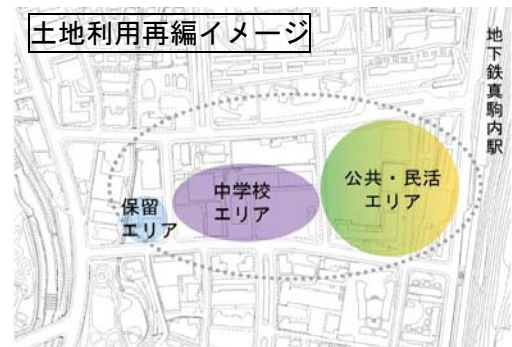 土地利用再編イメージ
地下鉄真駒内駅
公共・民活
エリア
中学校
エリア
保留
エリア